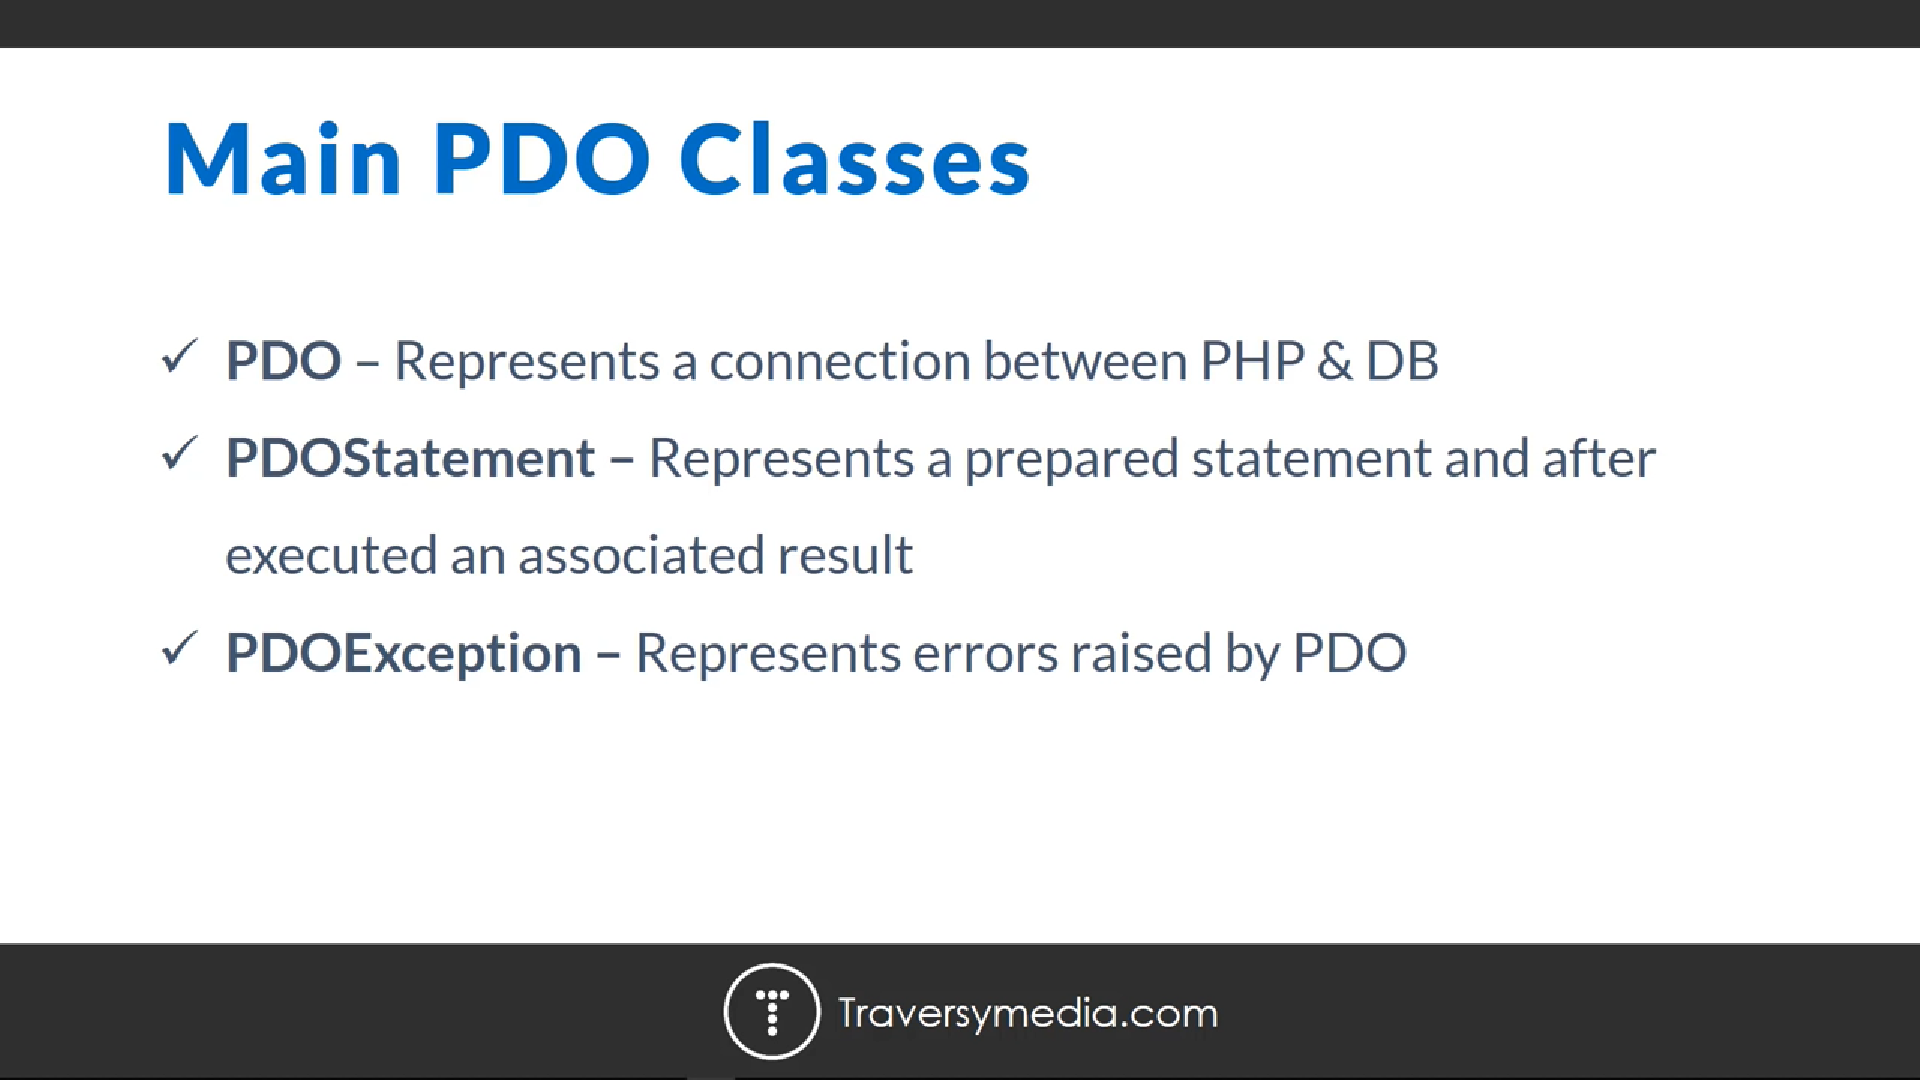 Main PDO Classes
✓ PDO – Represents a connection between PHP & DB
✓ PDOStatement – Represents a prepared statement and after
executed an associated result
✓ PDOException – Represents errors raised by PDO
T Traversymedia.com